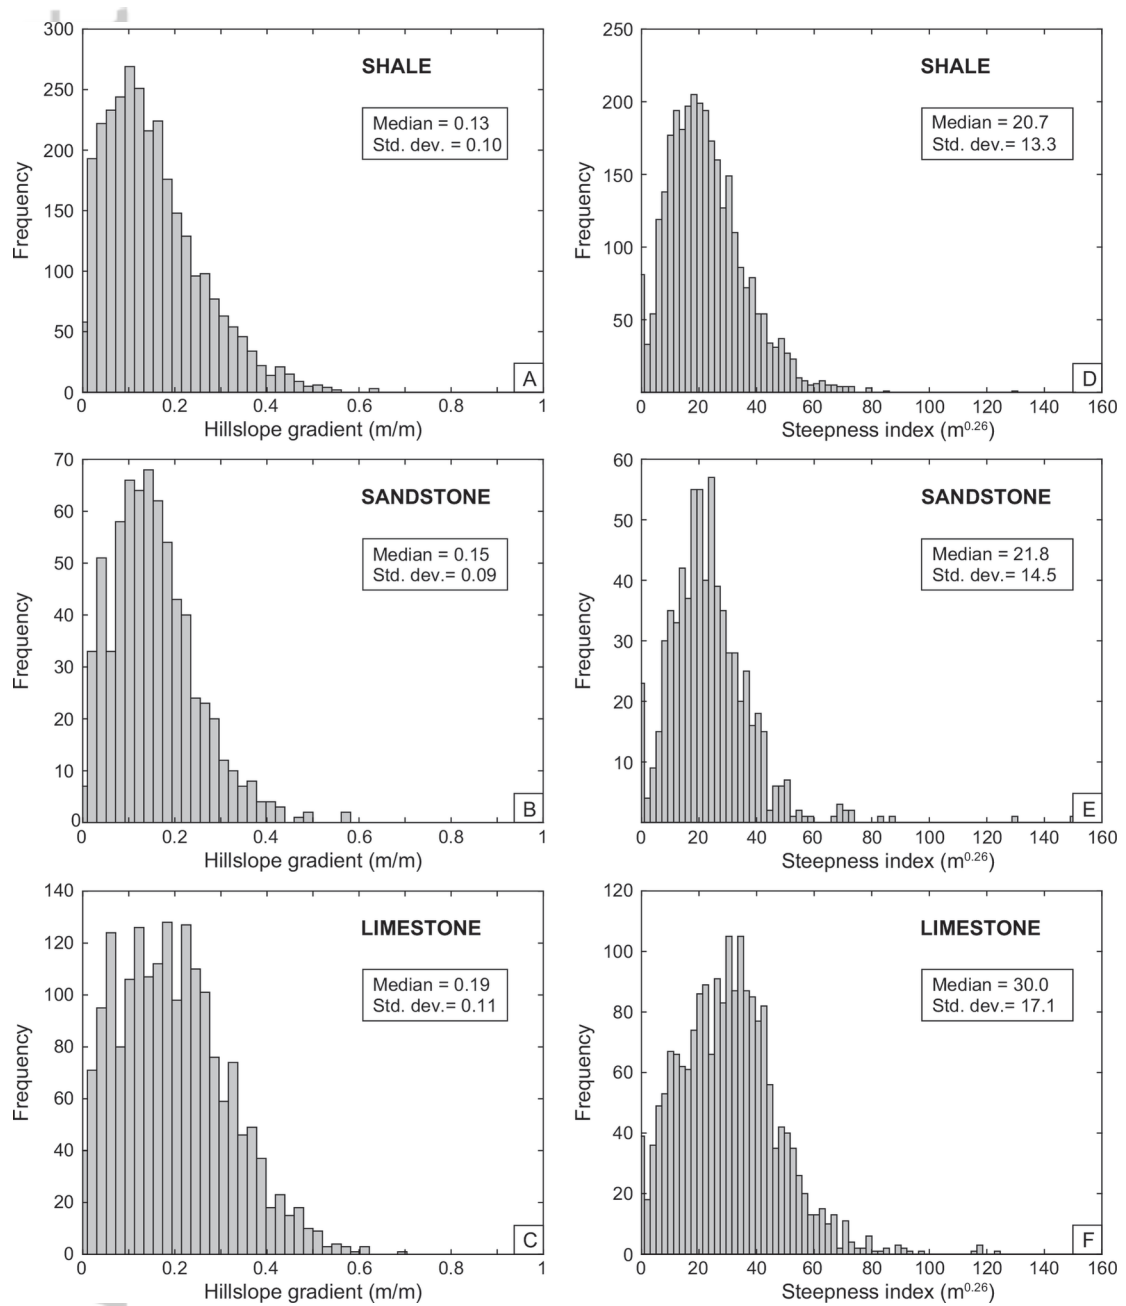 300
250
200
150
100
50
0
Frequency
SHALE
Median = 0.13
Std. dev. = 0.10
A
0 0.2 0.4 0.6 0.8 1
Hillslope gradient (m/m)
250
200
150
100
50
Frequency
SHALE
Median = 20.7
Std. dev.= 13.3
D
0 20 40 60 80 100 120 140 160
Steepness index (m^0.26)
70
60
50
40
30
20
10
0
Frequency
SANDSTONE
Median = 0.15
Std. dev.= 0.09
B
0 0.2 0.4 0.6 0.8 1
Hillslope gradient (m/m)
60
50
40
30
20
10
Frequency
SANDSTONE
Median = 21.8
Std. dev.= 14.5
E
0 20 40 60 80 100 120 140 160
Steepness index (m^0.26)
140
120
100
80
60
40
20
0
Frequency
LIMESTONE
Median = 0.19
Std. dev.= 0.11
C
0 0.2 0.4 0.6 0.8 1
Hillslope gradient (m/m)
120
100
80
60
40
20
0
Frequency
LIMESTONE
Median = 30.0
Std. dev.= 17.1
F
0 20 40 60 80 100 120 140 160
Steepness index (m^0.26)